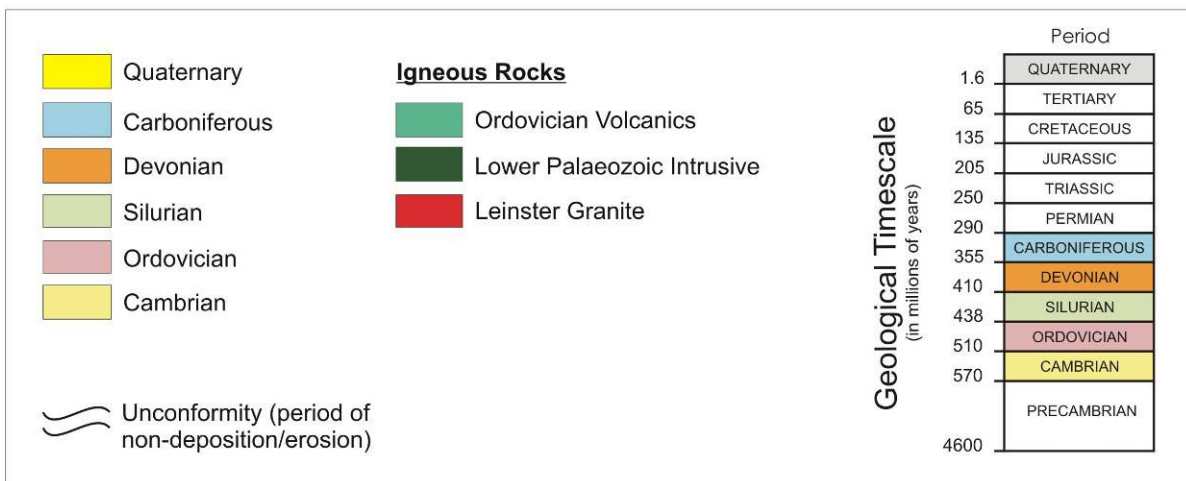 Quaternary
Carboniferous
Devonian
Silurian
Ordovician
Cambrian
Unconformity (period of
non-deposition/erosion)
Igneous Rocks
Ordovician Volcanics
Lower Palaeozoic Intrusive
Leinster Granite
Geological Timescale
(in millions of years)
Period
QUATERNARY
1.6
TERTIARY
65
CRETACEOUS
135
JURASSIC
205
TRIASSIC
250
PERMIAN
290
CARBONIFEROUS
355
DEVONIAN
410
SILURIAN
438
ORDOVICIAN
510
CAMBRIAN
570
PRECAMBRIAN
4600